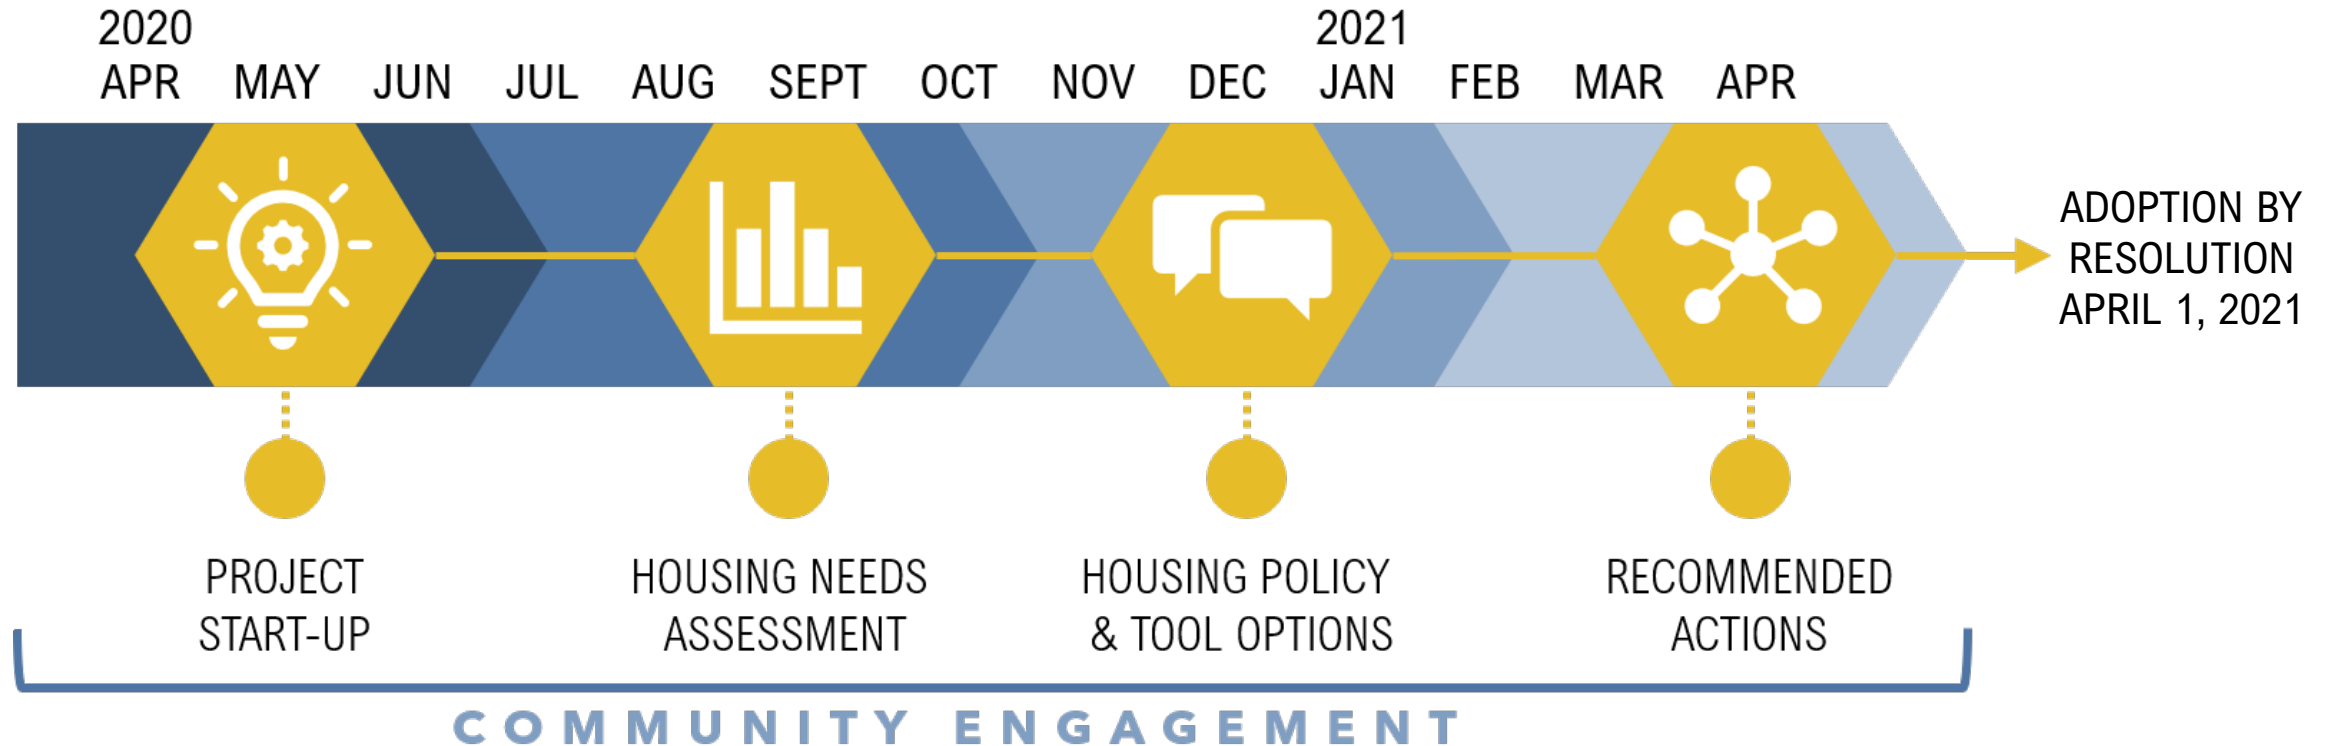 2020 2021
APR MAY JUN JUL AUG SEPT OCT NOV DEC JAN FEB MAR APR
ADOPTION BY
RESOLUTION
APRIL 1, 2021
PROJECT
START-UP
HOUSING NEEDS
ASSESSMENT
HOUSING POLICY
& TOOL OPTIONS
RECOMMENDED
ACTIONS
COMMUNITY ENGAGEMENT